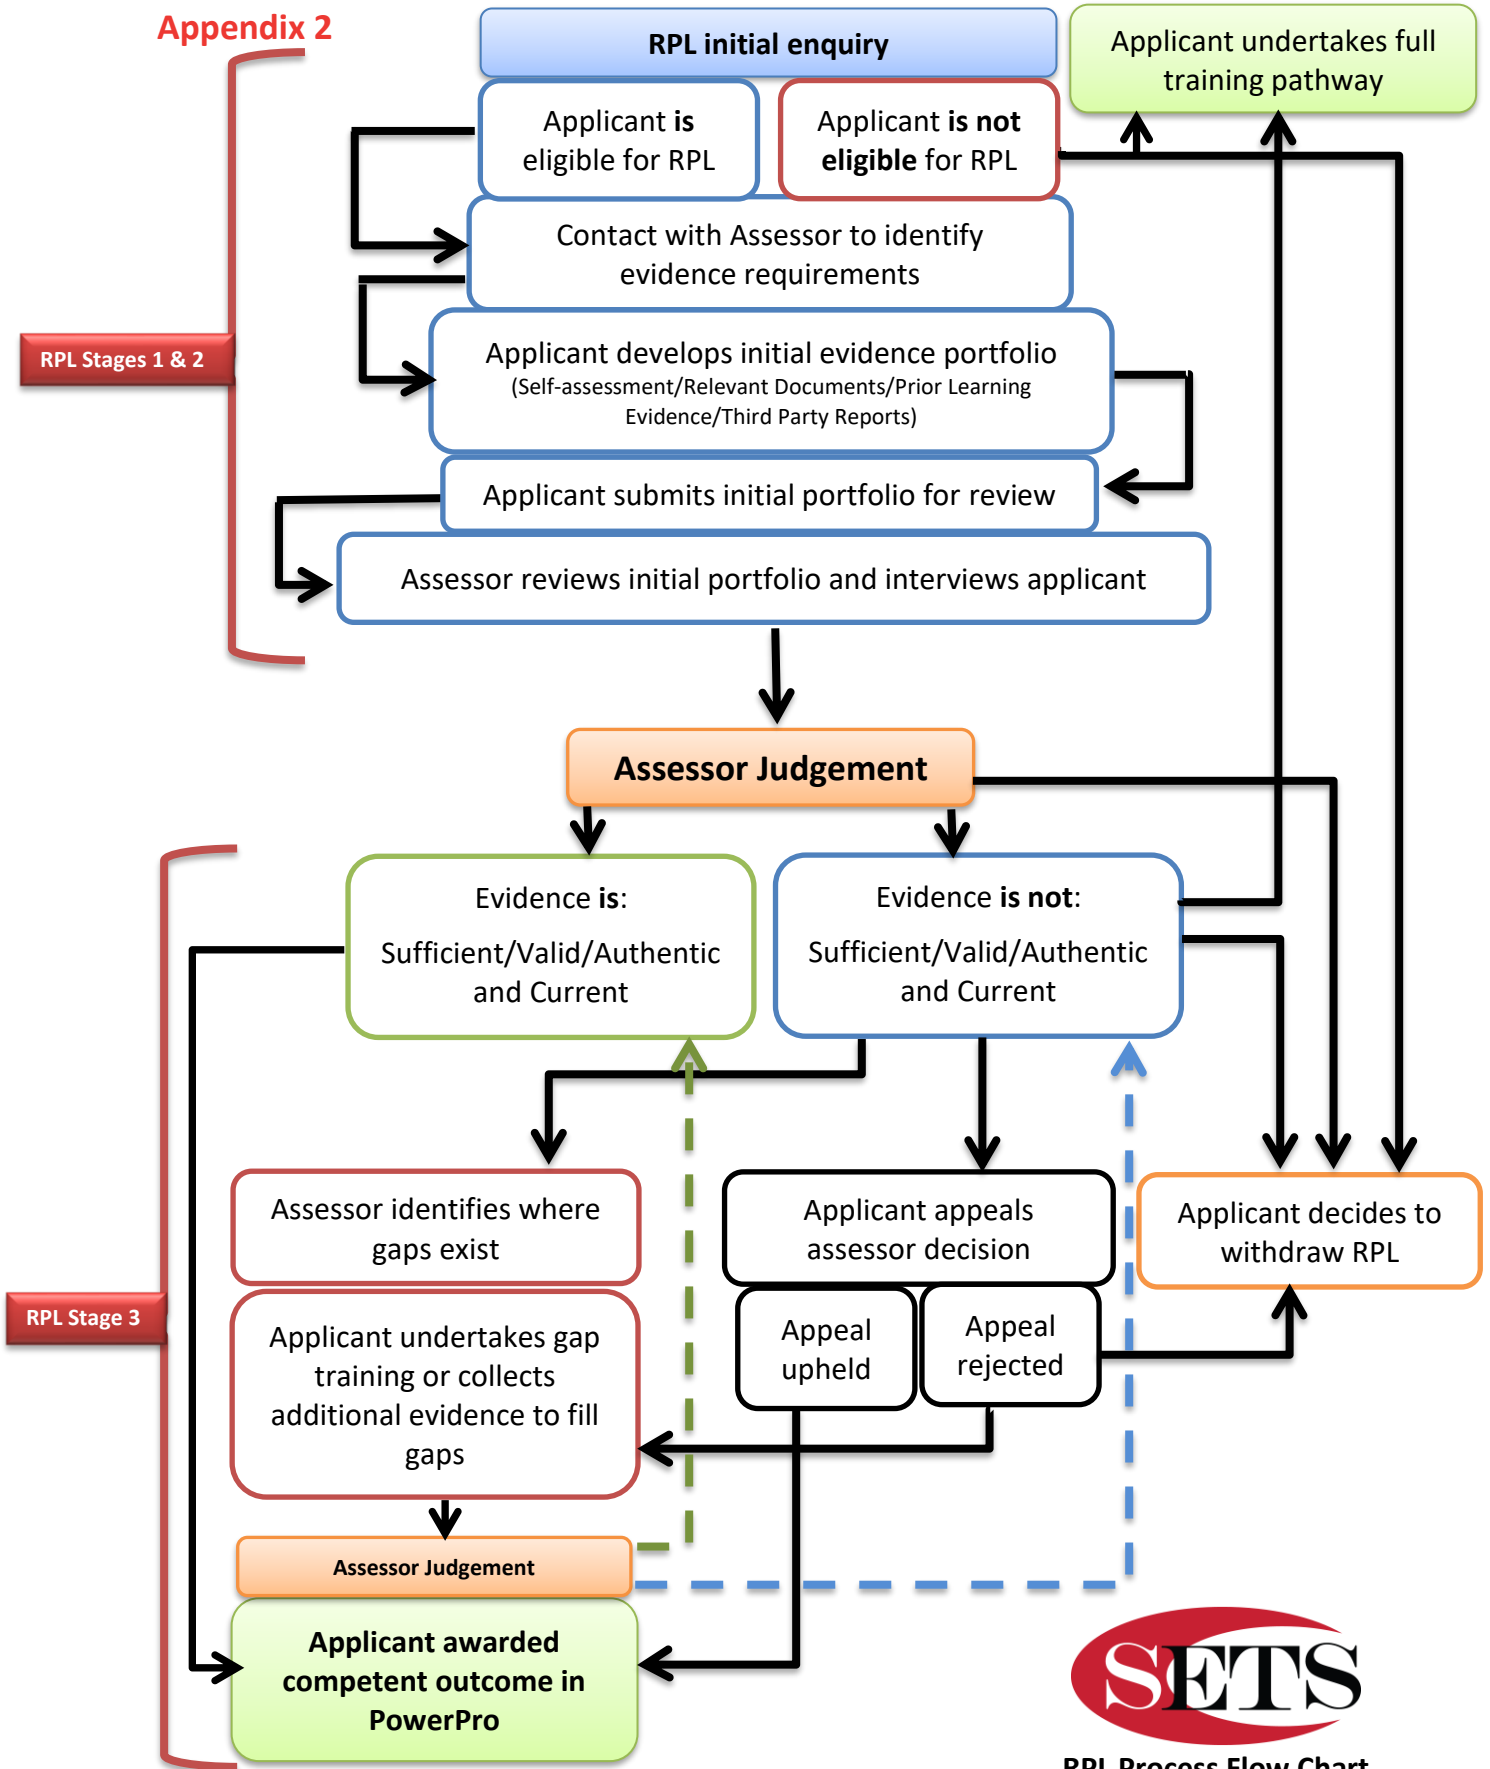 Appendix 2
RPL initial enquiry
Applicant undertakes full
training pathway
Applicant is
eligible for RPL
Applicant is not
eligible for RPL
Contact with Assessor to identify
evidence requirements
RPL Stages 1 & 2
Applicant develops initial evidence portfolio
(Self-assessment/Relevant Documents/Prior Learning
Evidence/Third Party Reports)
Applicant submits initial portfolio for review
Assessor reviews initial portfolio and interviews applicant
Assessor Judgement
Evidence is:
Sufficient/Valid/Authentic
and Current
Evidence is not:
Sufficient/Valid/Authentic
and Current
Assessor identifies where
gaps exist
Applicant appeals
assessor decision
Applicant decides to
withdraw RPL
RPL Stage 3
Applicant undertakes gap
training or collects
additional evidence to fill
gaps
Appeal
upheld
Appeal
rejected
Assessor Judgement
Applicant awarded
competent outcome in
PowerPro
SETS
RPL Process Flow Chart